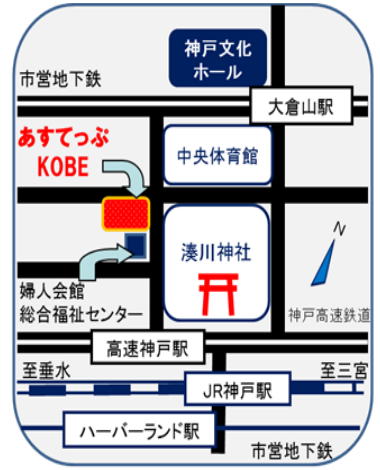 神戸文化
ホール
市営地下鉄
大倉山駅
あすてっぷ
KOBE
中央体育館
湊川神社
N
婦人会館
総合福祉センター
神戸高速鉄道
高速神戸駅
至垂水
至三宮
JR神戸駅
ハーバーランド駅
市営地下鉄